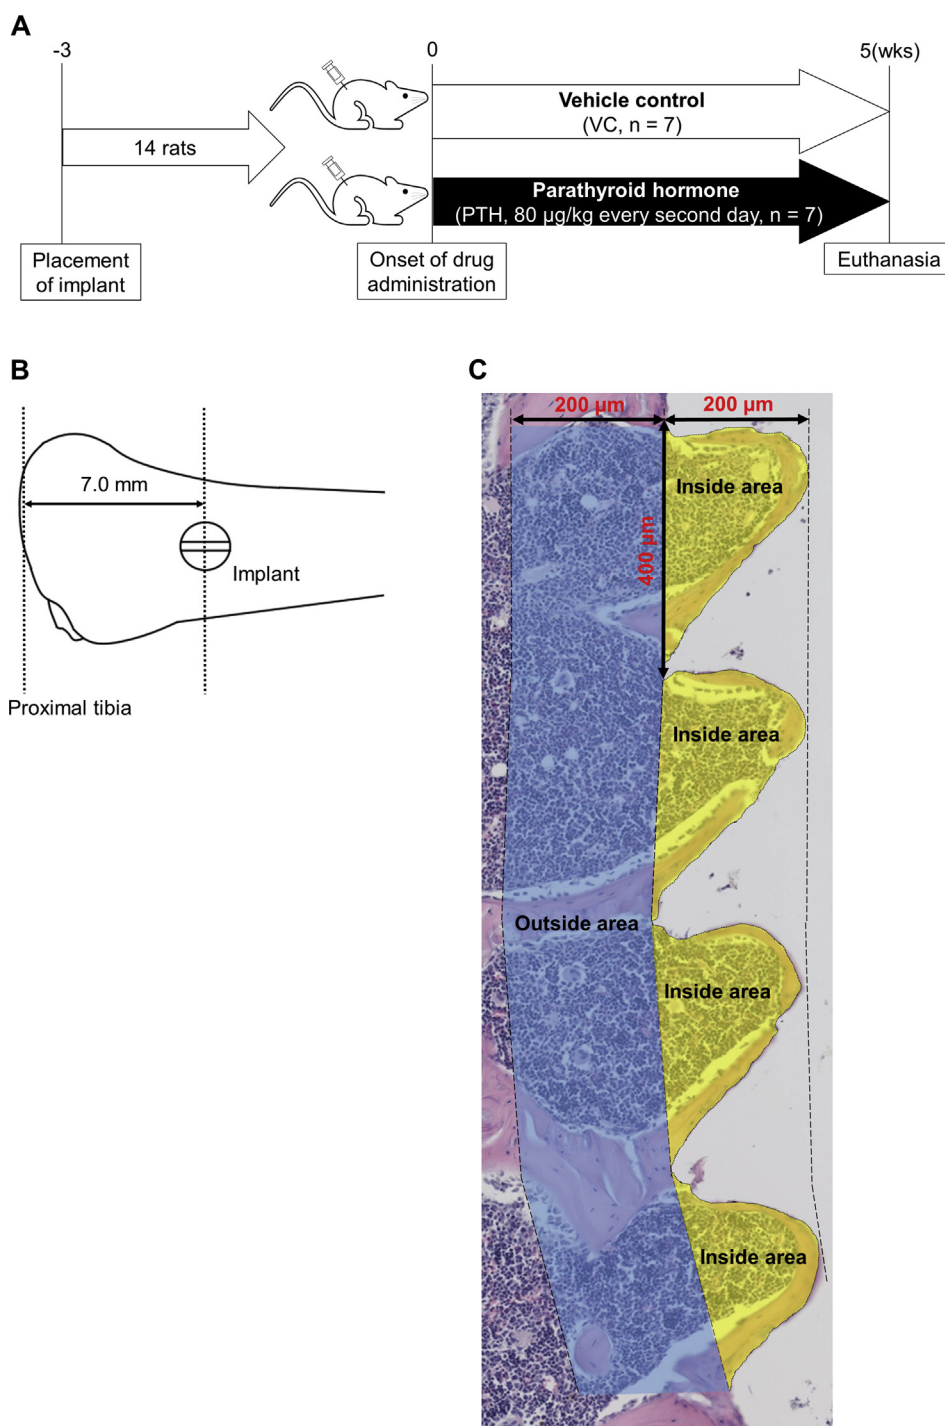 A
-3
0
5(wks)
14 rats
Vehicle control
(VC, n = 7)
Parathyroid hormone
(PTH, 80 µg/kg every second day, n = 7)
Placement
of implant
Onset of drug
administration
Euthanasia
B
7.0 mm
Implant
Proximal tibia
C
200 µm
200 µm
400 µm
Inside area
Inside area
Outside area
Inside area
Inside area